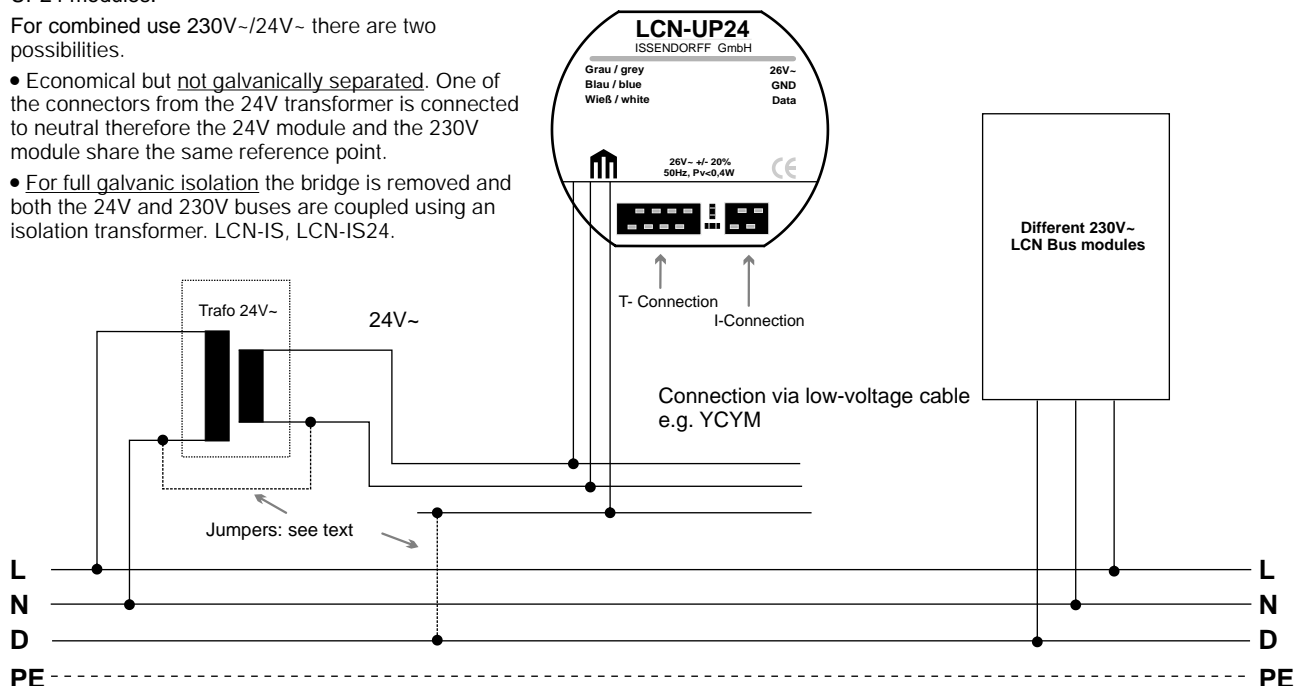 UP24 modules.
For combined use 230V~/24V~ there are two
possibilities.
• Economical but not galvanically separated. One of
the connectors from the 24V transformer is connected
to neutral therefore the 24V module and the 230V
module share the same reference point.
• For full galvanic isolation the bridge is removed and
both the 24V and 230V buses are coupled using an
isolation transformer. LCN-IS, LCN-IS24.
LCN-UP24
ISSENDORFF GmbH
Grau / grey 26V~
Blau / blue GND
Wieß / white Data
26V~ +/- 20%
50Hz, Pv<0,4W
CE
T- Connection
I-Connection
Different 230V~
LCN Bus modules
Trafo 24V~
24V~
Connection via low-voltage cable
e.g. YCYM
Jumpers: see text
L L
N N
D D
PE PE